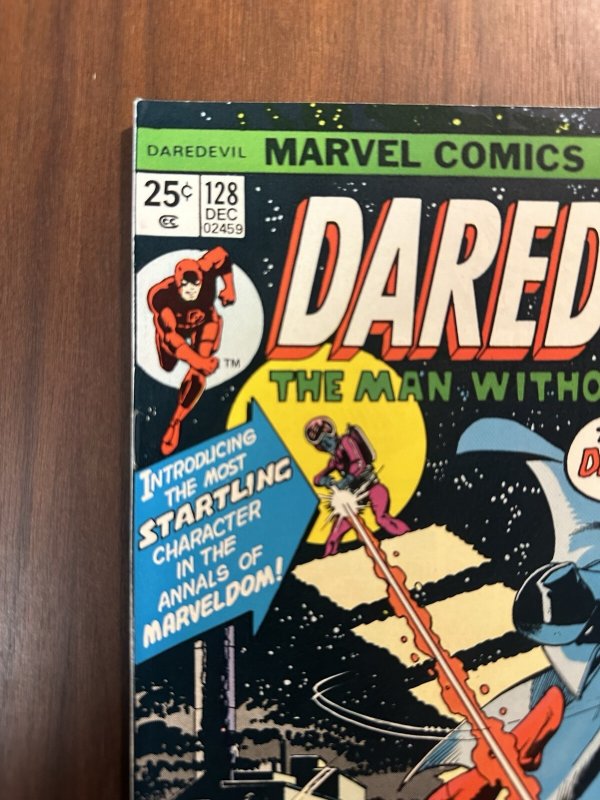 DAREDEVIL MARVEL COMICS
25¢ 128
CC DEC
02459
DARED
THE MAN WITHO
TM
INTRODUCING
THE MOST
STARTLING
CHARACTER
IN THE
ANNALS OF
MARVELDOM!